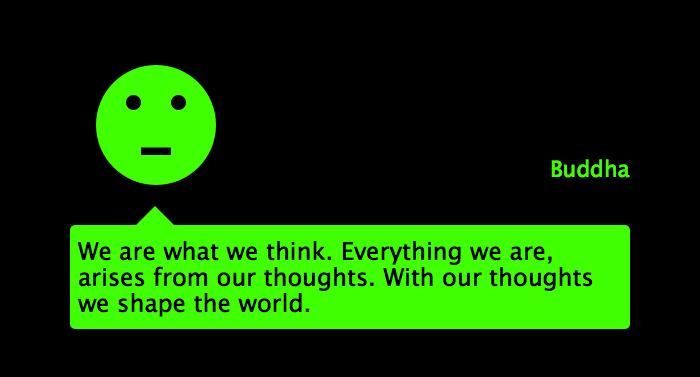 Buddha
We are what we think. Everything we are,
arises from our thoughts. With our thoughts
we shape the world.